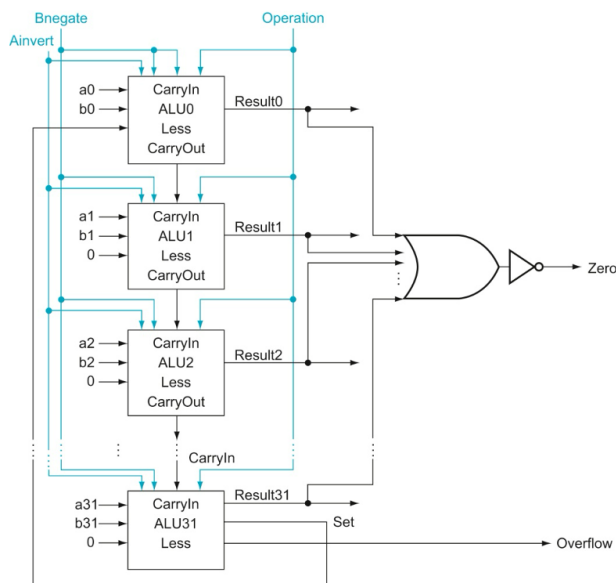 Bnegate
Operation
Ainvert
a0
CarryIn
Result0
b0
ALU0
Less
CarryOut
a1
CarryIn
Result1
b1
ALU1
0
Less
CarryOut
Zero
a2
CarryIn
Result2
b2
ALU2
0
Less
CarryOut
CarryIn
a31
CarryIn
Result31
b31
ALU31
Set
0
Less
Overflow